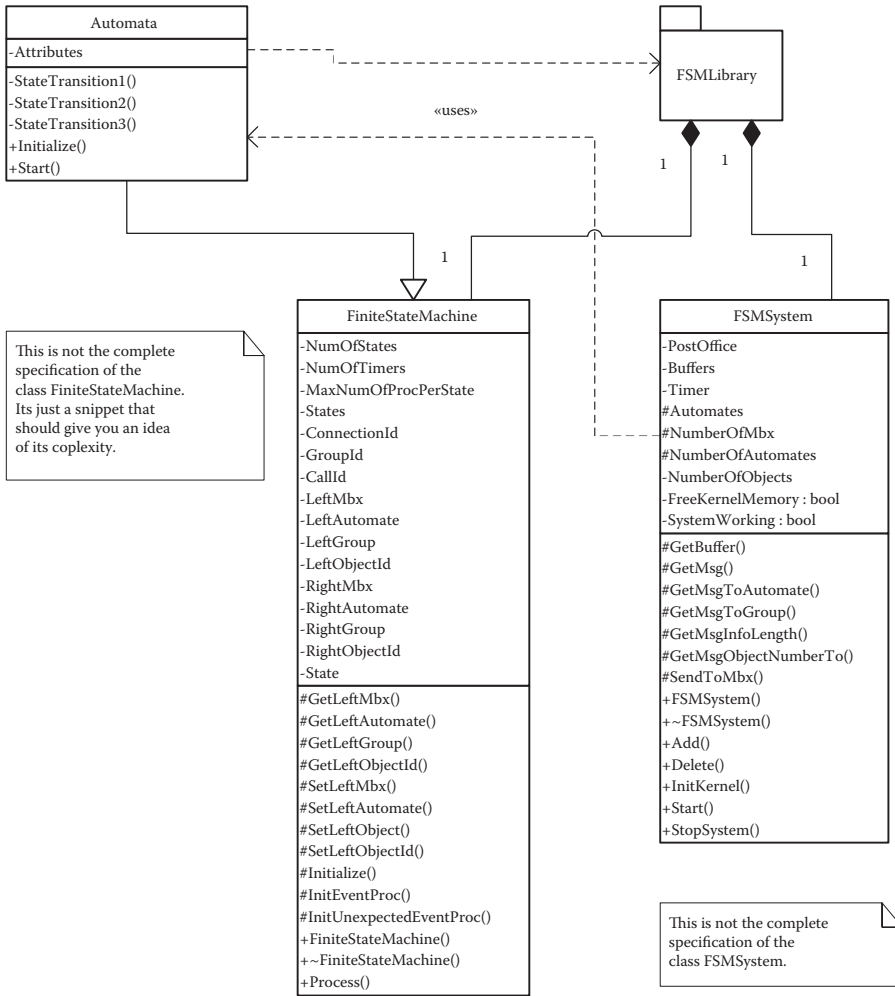 Automata
-Attributes
-StateTransition1()
-StateTransition2()
-StateTransition3()
+Initialize()
+Start()
«uses»
FSMLibrary
1
1
1
1
This is not the complete
specification of the
class FiniteStateMachine.
Its just a snippet that
should give you an idea
of its coplexity.
FiniteStateMachine
-NumOfStates
-NumOfTimers
-MaxNumOfProcPerState
-States
-ConnectionId
-GroupId
-CallId
-LeftMbx
-LeftAutomate
-LeftGroup
-LeftObjectId
-RightMbx
-RightAutomate
-RightGroup
-RightObjectId
-State
#GetLeftMbx()
#GetLeftAutomate()
#GetLeftGroup()
#GetLeftObjectId()
#SetLeftMbx()
#SetLeftAutomate()
#SetLeftObject()
#SetLeftObjectId()
#Initialize()
#InitEventProc()
#InitUnexpectedEventProc()
+FiniteStateMachine()
+~FiniteStateMachine()
+Process()
FSMSystem
-PostOffice
-Buffers
-Timer
#Automates
#NumberOfMbx
#NumberOfAutomates
-NumberOfObjects
-FreeKernelMemory : bool
-SystemWorking : bool
#GetBuffer()
#GetMsg()
#GetMsgToAutomate()
#GetMsgToGroup()
#GetMsgInfoLength()
#GetMsgObjectNumberTo()
#SendToMbx()
+FSMSystem()
+~FSMSystem()
+Add()
+Delete()
+InitKernel()
+Start()
+StopSystem()
This is not the complete
specification of the
class FSMSystem.